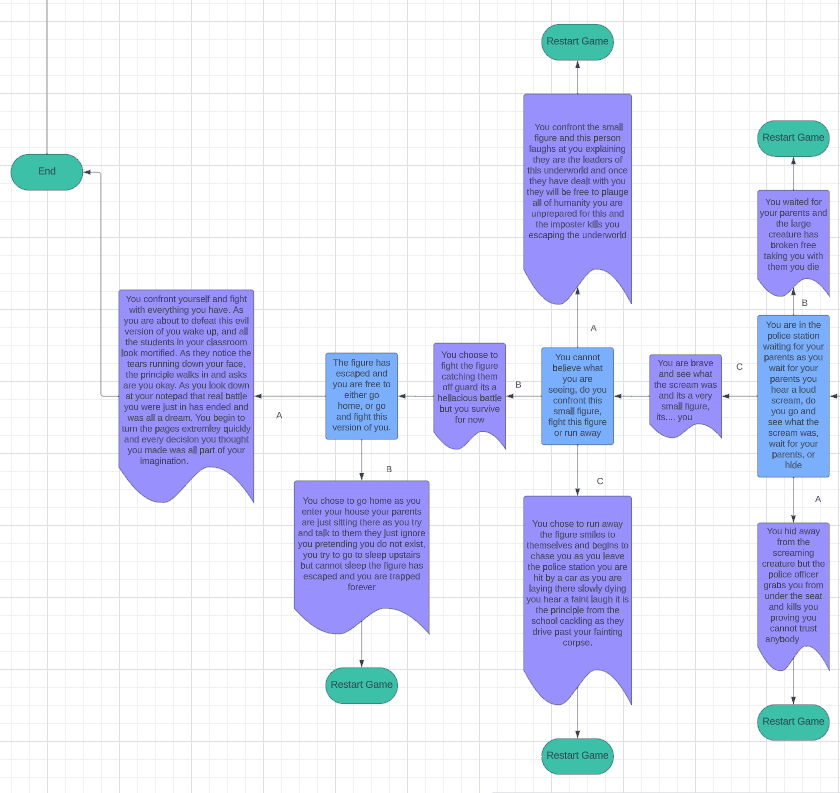 Restart Game
You confront the small
figure and this person
laughs at you explaining
they are the leaders of
this underworld and once
they have dealt with you
they will be free to plauge
all of humanity you are
unprepared for this and
the imposter kills you
escaping the underworld
Restart Game
End
You waited for
your parents and
the large
creature has
broken free
taking you with
them you die
You confront yourself and fight
with everything you have. As
you are about to defeat this evil
version of you wake up, and all
the students in your classroom
look mortified. As they notice the
tears running down your face,
the principle walks in and asks
are you okay. As you look down
at your notepad that real battle
you were just in has ended and
was all a dream. You begin to
turn the pages extremley quickly
and every decision you thought
you made was all part of your
imagination.
A
The figure has
escaped and
you are free to
either go
home, or go
and fight this
version of you.
B
You choose to
fight the figure
catching them
off guard its a
hellacious battle
but you survive
for now
B
A
You cannot
believe what
you are
seeing, do you
confront this
small figure,
fight this figure
or run away
C
You are brave
and see what
the scream was
and its a very
small figure,
its.... you
C
B
You are in the
police station
waiting for your
parents as you
wait for your
parents you
hear a loud
scream, do
you go and
see what the
scream was,
wait for your
parents, or
hide
A
You chose to go home as you
enter your house your parents
are just sitting there as you try
and talk to them they just ignore
you pretending you do not exist,
you try to go to sleep upstairs
but cannot sleep the figure has
escaped and you are trapped
forever
Restart Game
You chose to run away
the figure smiles to
themselves and begins to
chase you as you leave
the police station you are
hit by a car as you are
laying there slowly dying
you hear a faint laugh it is
the principle from the
school cackling as they
drive past your fainting
corpse.
Restart Game
You hid away
from the
screaming
creature but the
police officer
grabs you from
under the seat
and kills you
proving you
cannot trust
anybody
Restart Game